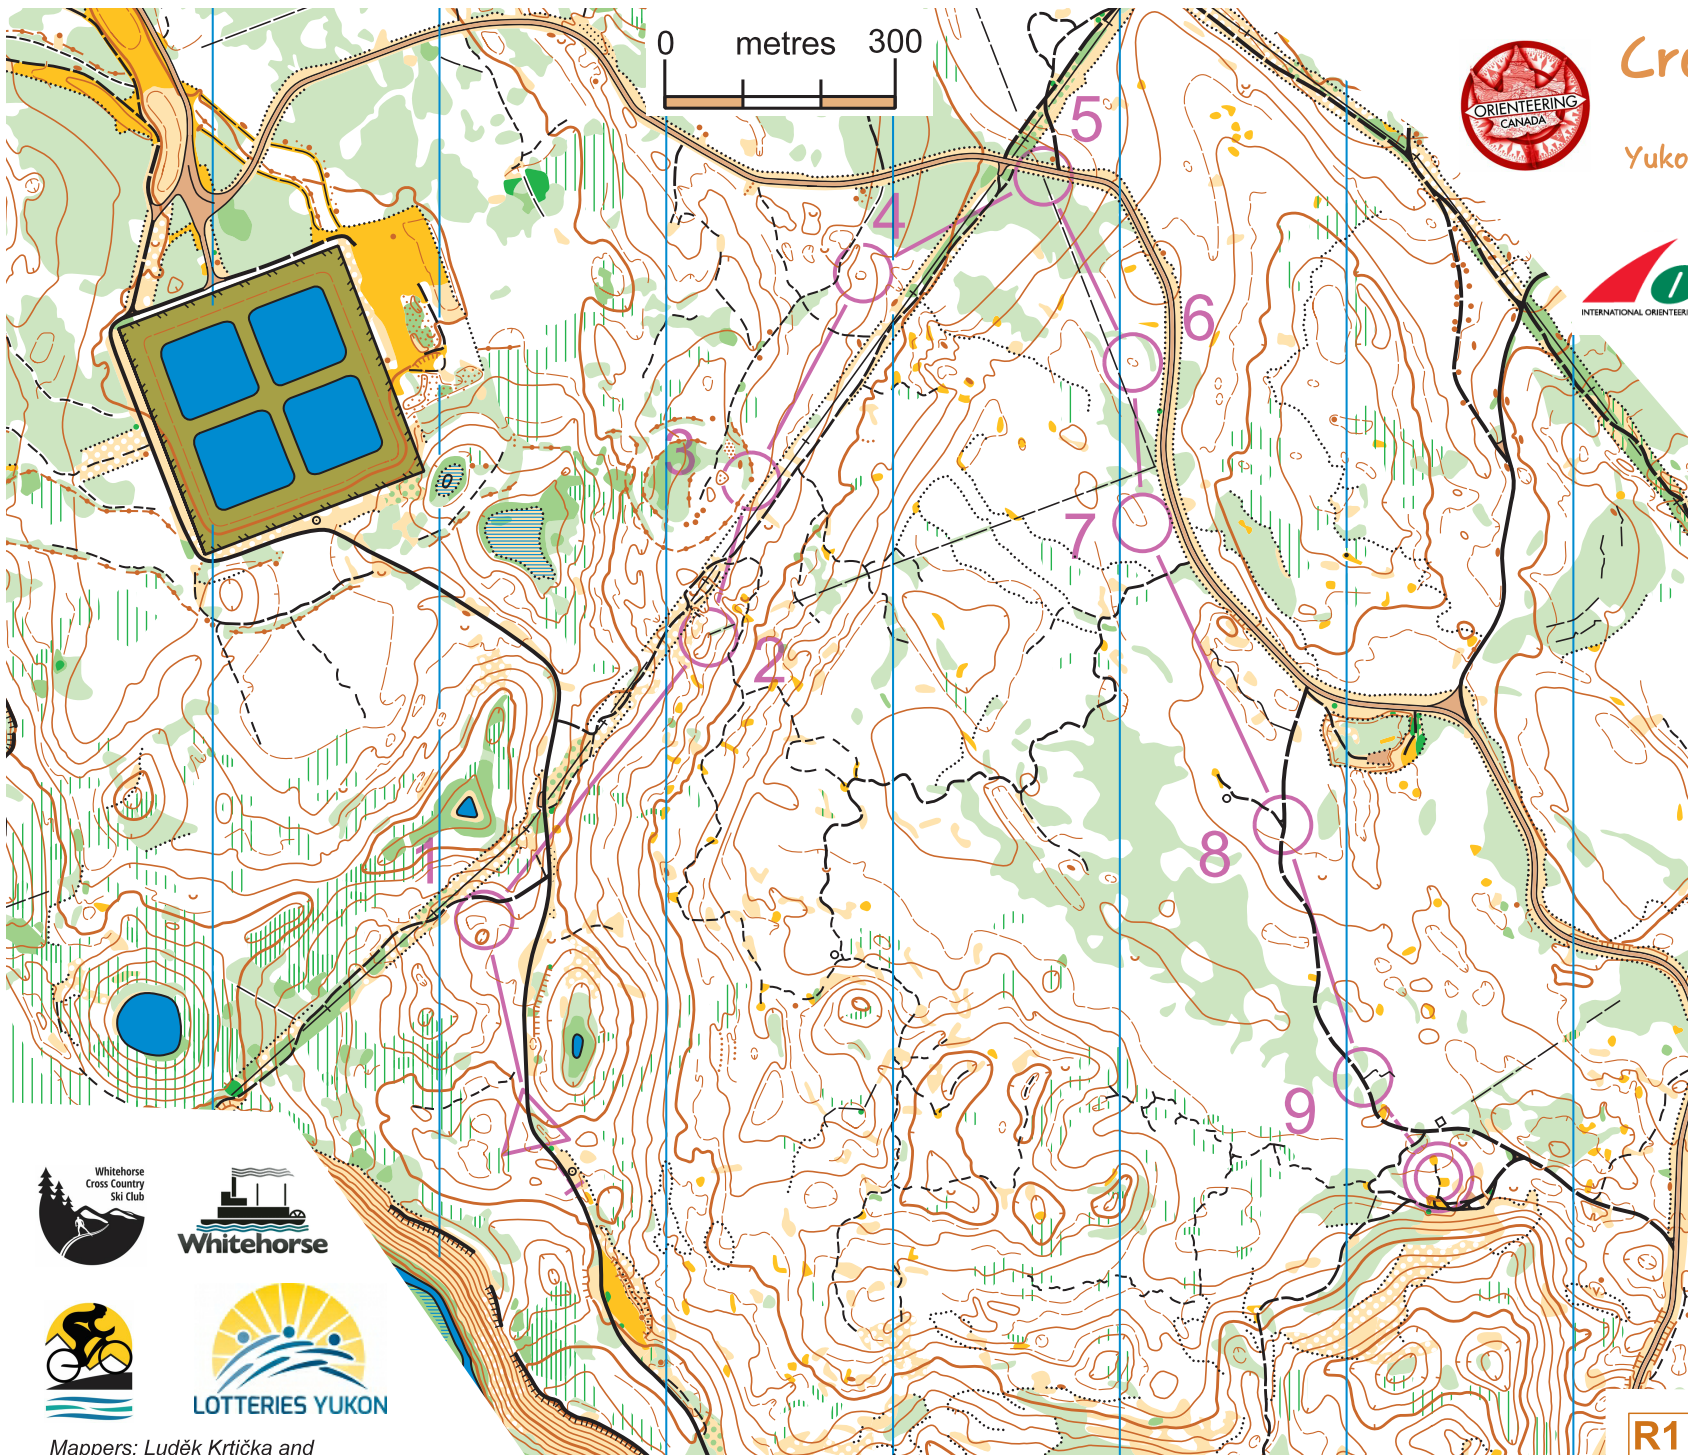 0 metres 300
ORIENTEERING
CANADA
Cre
Yuko
INTERNATIONAL ORIENTEERI
5
4
6
3
7
2
8
1
9
Whitehorse
Cross Country
Ski Club
Whitehorse
LOTTERIES YUKON
Mappers: Luděk Krtička and
R1